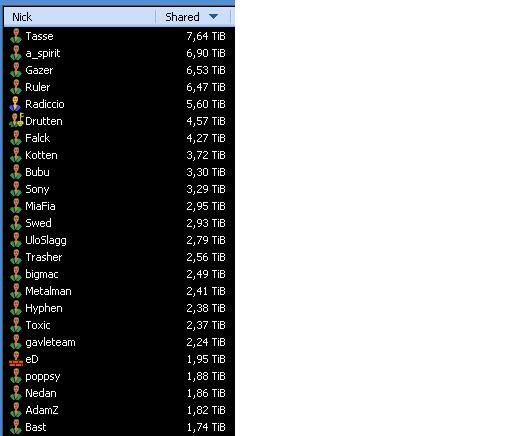 Nick Shared
Tasse 7,64 TiB
a_spirit 6,90 TiB
Gazer 6,53 TiB
Ruler 6,47 TiB
Radiccio 5,60 TiB
Drutten 4,57 TiB
Falck 4,27 TiB
Kotten 3,72 TiB
Bubu 3,30 TiB
Sony 3,29 TiB
MiaFia 2,95 TiB
Swed 2,93 TiB
UloSlagg 2,79 TiB
Trasher 2,56 TiB
bigmac 2,49 TiB
Metalman 2,41 TiB
Hyphen 2,38 TiB
Toxic 2,37 TiB
gavleteam 2,24 TiB
eD 1,95 TiB
poppsy 1,88 TiB
Nedan 1,86 TiB
AdamZ 1,82 TiB
Bast 1,74 TiB